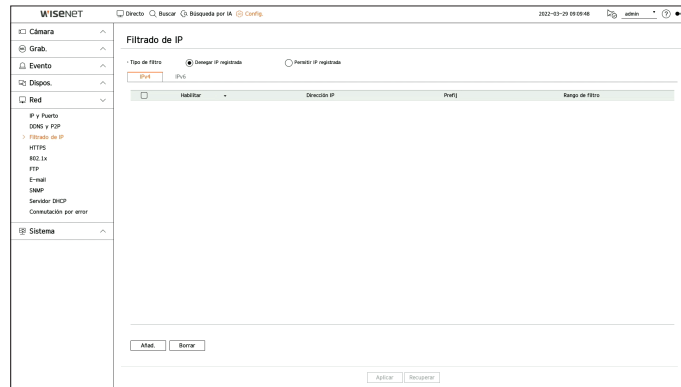 WISENET
Directo Buscar Búsqueda por IA Config. 2022-03-29 09:09:48 admin
Cámara
Grab.
Evento
Dispos.
Red
IP y Puerto
DDNS y P2P
> Filtrado de IP
HTTPS
802.1x
FTP
E-mail
SNMP
Servidor DHCP
Conmutación por error
Sistema
Filtrado de IP
· Tipo de filtro Denegar IP registrada Permitir IP registrada
IPv4 IPv6
Habilitar Dirección IP Prefij Rango de filtro
Añad. Borrar
Aplicar Recuperar